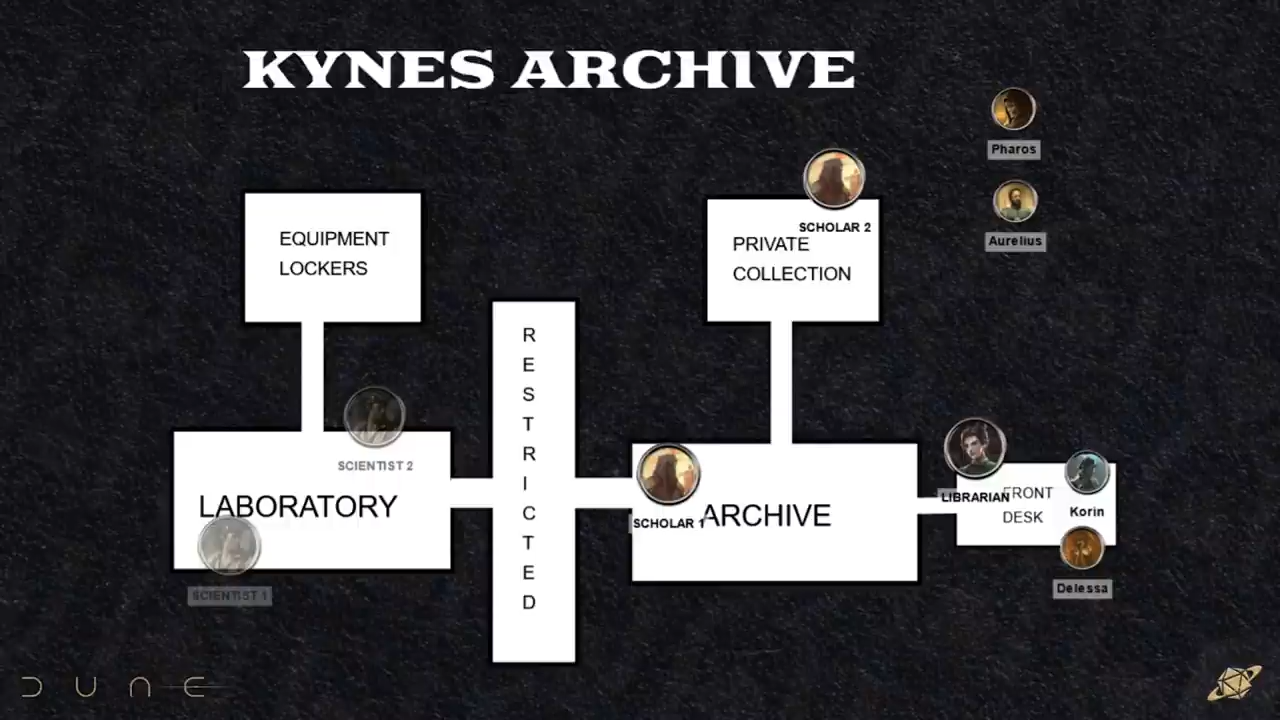 KYNES ARCHIVE
Pharos
Aurelius
SCHOLAR 2
PRIVATE
COLLECTION
EQUIPMENT
LOCKERS
R
E
S
T
R
I
C
T
E
D
SCIENTIST 2
LABORATORY
SCIENTIST 1
SCHOLAR 1
ARCHIVE
LIBRARIAN
FRONT
DESK
Korin
Delessa
DUNE